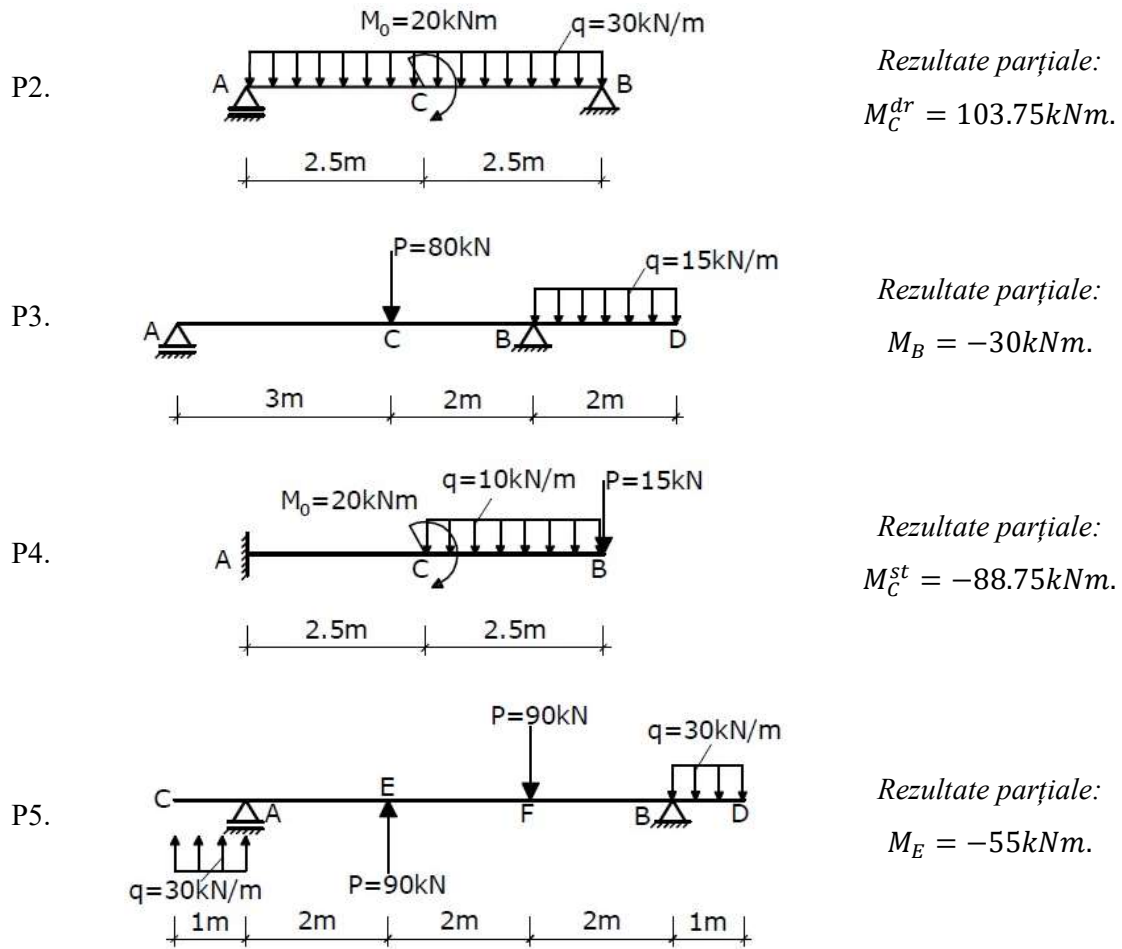 P2.
M₀=20kNm
q=30kN/m
A
C
B
2.5m
2.5m
Rezultate parțiale:
M_C^{dr} = 103.75kNm.
P3.
P=80kN
q=15kN/m
A
C
B
D
3m
2m
2m
Rezultate parțiale:
M_B = −30kNm.
P4.
M₀=20kNm
q=10kN/m
P=15kN
A
C
B
2.5m
2.5m
Rezultate parțiale:
M_C^{st} = −88.75kNm.
P5.
P=90kN
q=30kN/m
C
A
E
F
B
D
q=30kN/m
P=90kN
1m
2m
2m
2m
1m
Rezultate parțiale:
M_E = −55kNm.